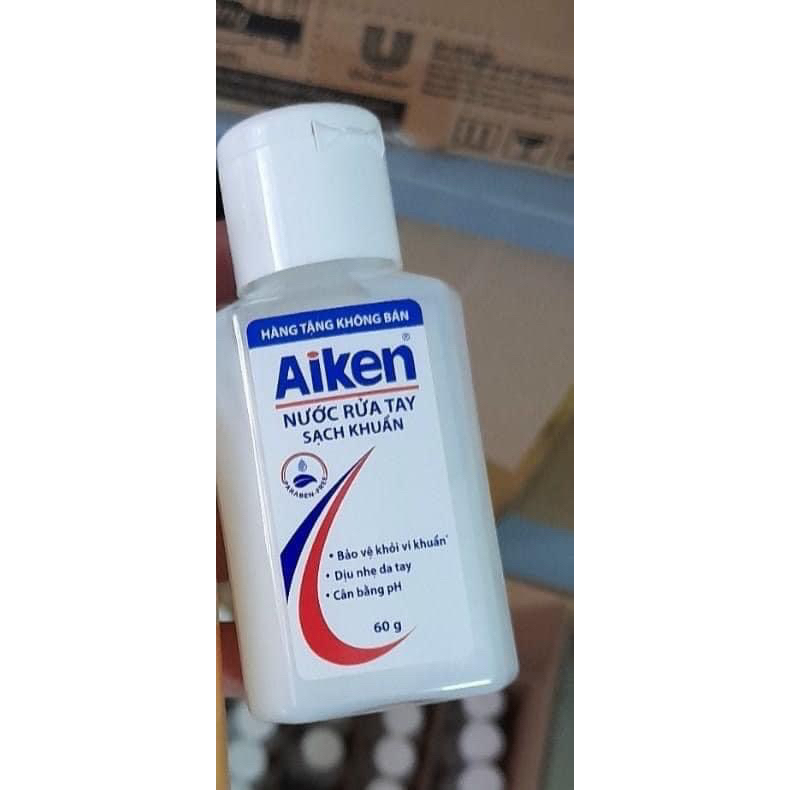 HÀNG TẶNG KHÔNG BÁN
Aiken®
NƯỚC RỬA TAY
SẠCH KHUẨN
PARABEN-FREE
• Bảo vệ khỏi vi khuẩn*
• Dịu nhẹ da tay
• Cân bằng pH
60 g